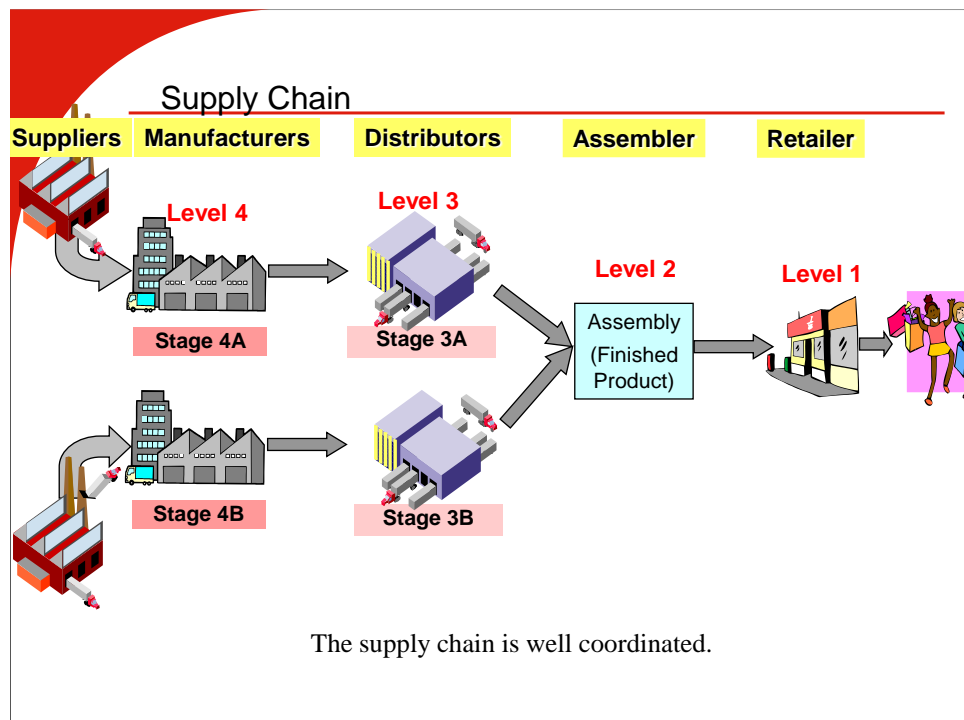 Supply Chain
Suppliers
Manufacturers
Distributors
Assembler
Retailer
Level 4
Level 3
Level 2
Level 1
Assembly
(Finished
Product)
Stage 4A
Stage 3A
Stage 4B
Stage 3B
The supply chain is well coordinated.